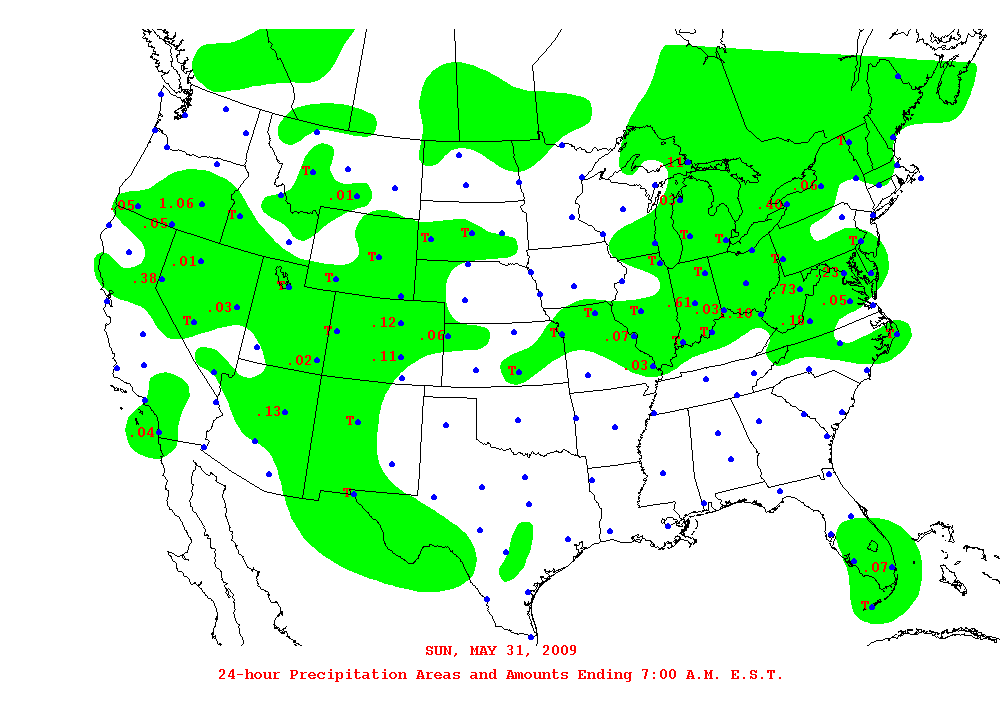 T
.11
T
.01
.06
.05
1.06
.03
.40
.05
T
T
T
T
T
T
T
.01
T
T
.38
T
T
T
.23
.73
.03
.61
.03
.05
T
T
.10
T
.12
.18
T
.06
T
.07
T
T
T
.02
.11
.03
T
.13
T
.04
T
.07
T
SUN, MAY 31, 2009
24-hour Precipitation Areas and Amounts Ending 7:00 A.M. E.S.T.